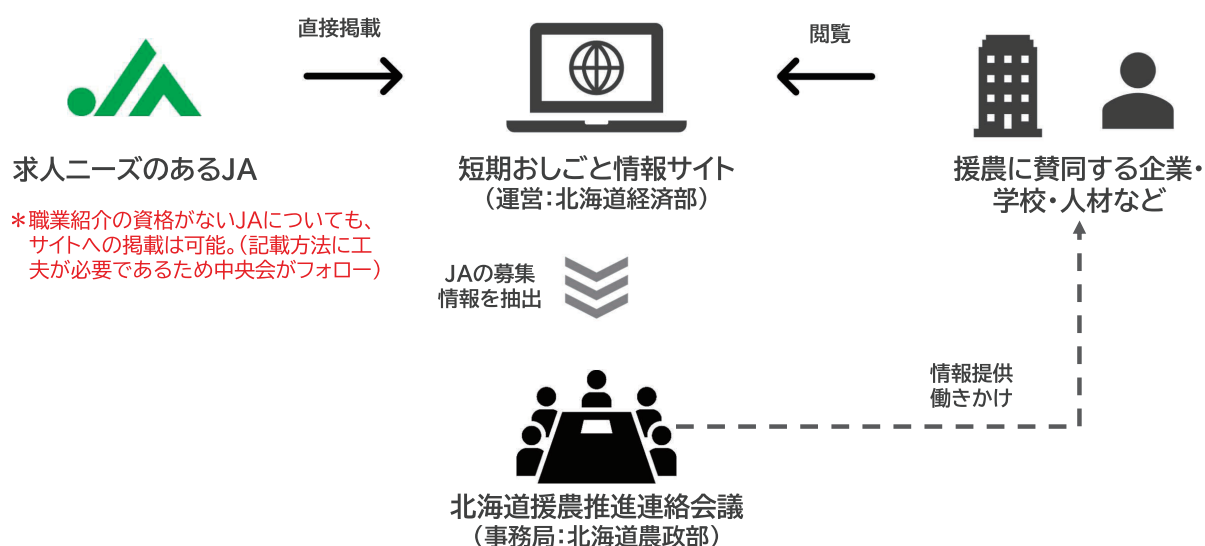 直接掲載
閲覧
求人ニーズのあるJA
短期おしごと情報サイト
(運営:北海道経済部)
援農に賛同する企業・
学校・人材など
*職業紹介の資格がないJAについても、
サイトへの掲載は可能。(記載方法に工
夫が必要であるため中央会がフォロー)
JAの募集
情報を抽出
情報提供
働きかけ
北海道援農推進連絡会議
(事務局:北海道農政部)